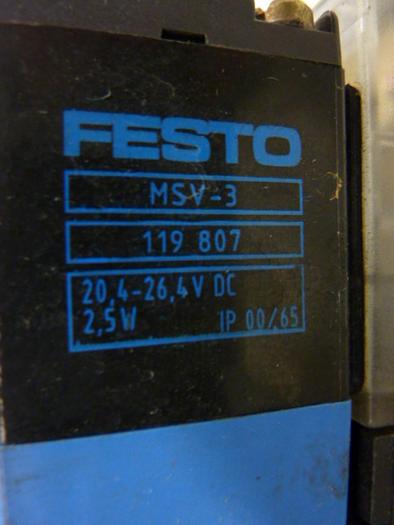 FESTO
MSV-3
119 807
20,4-26,4V DC
2,5W IP 00/65